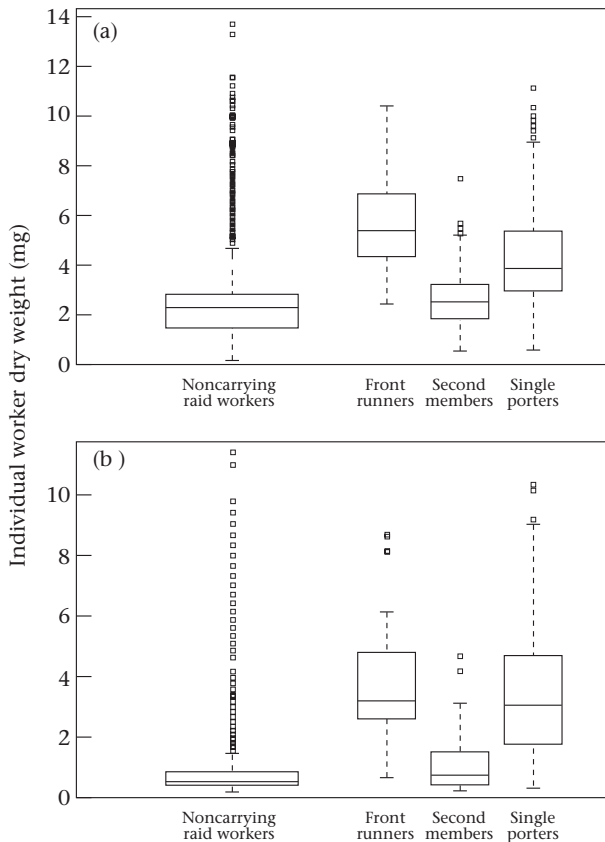 Individual worker dry weight (mg)
(a)
14
12
10
8
6
4
2
0
Noncarrying
raid workers
Front
runners
Second
members
Single
porters
(b )
10
8
6
4
2
0
Noncarrying
raid workers
Front
runners
Second
members
Single
porters